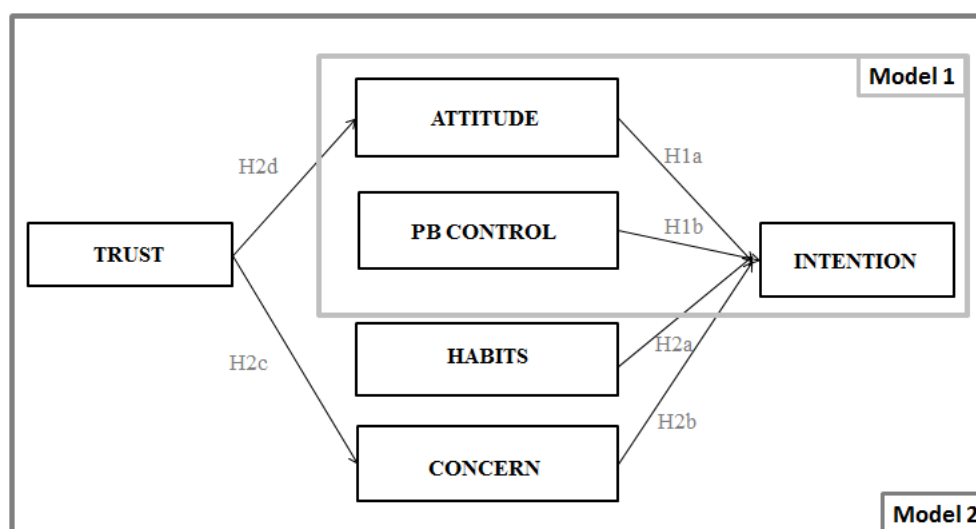 Model 1
ATTITUDE
H2d
H1a
PB CONTROL
H1b
TRUST
INTENTION
HABITS
H2a
H2c
H2b
CONCERN
Model 2